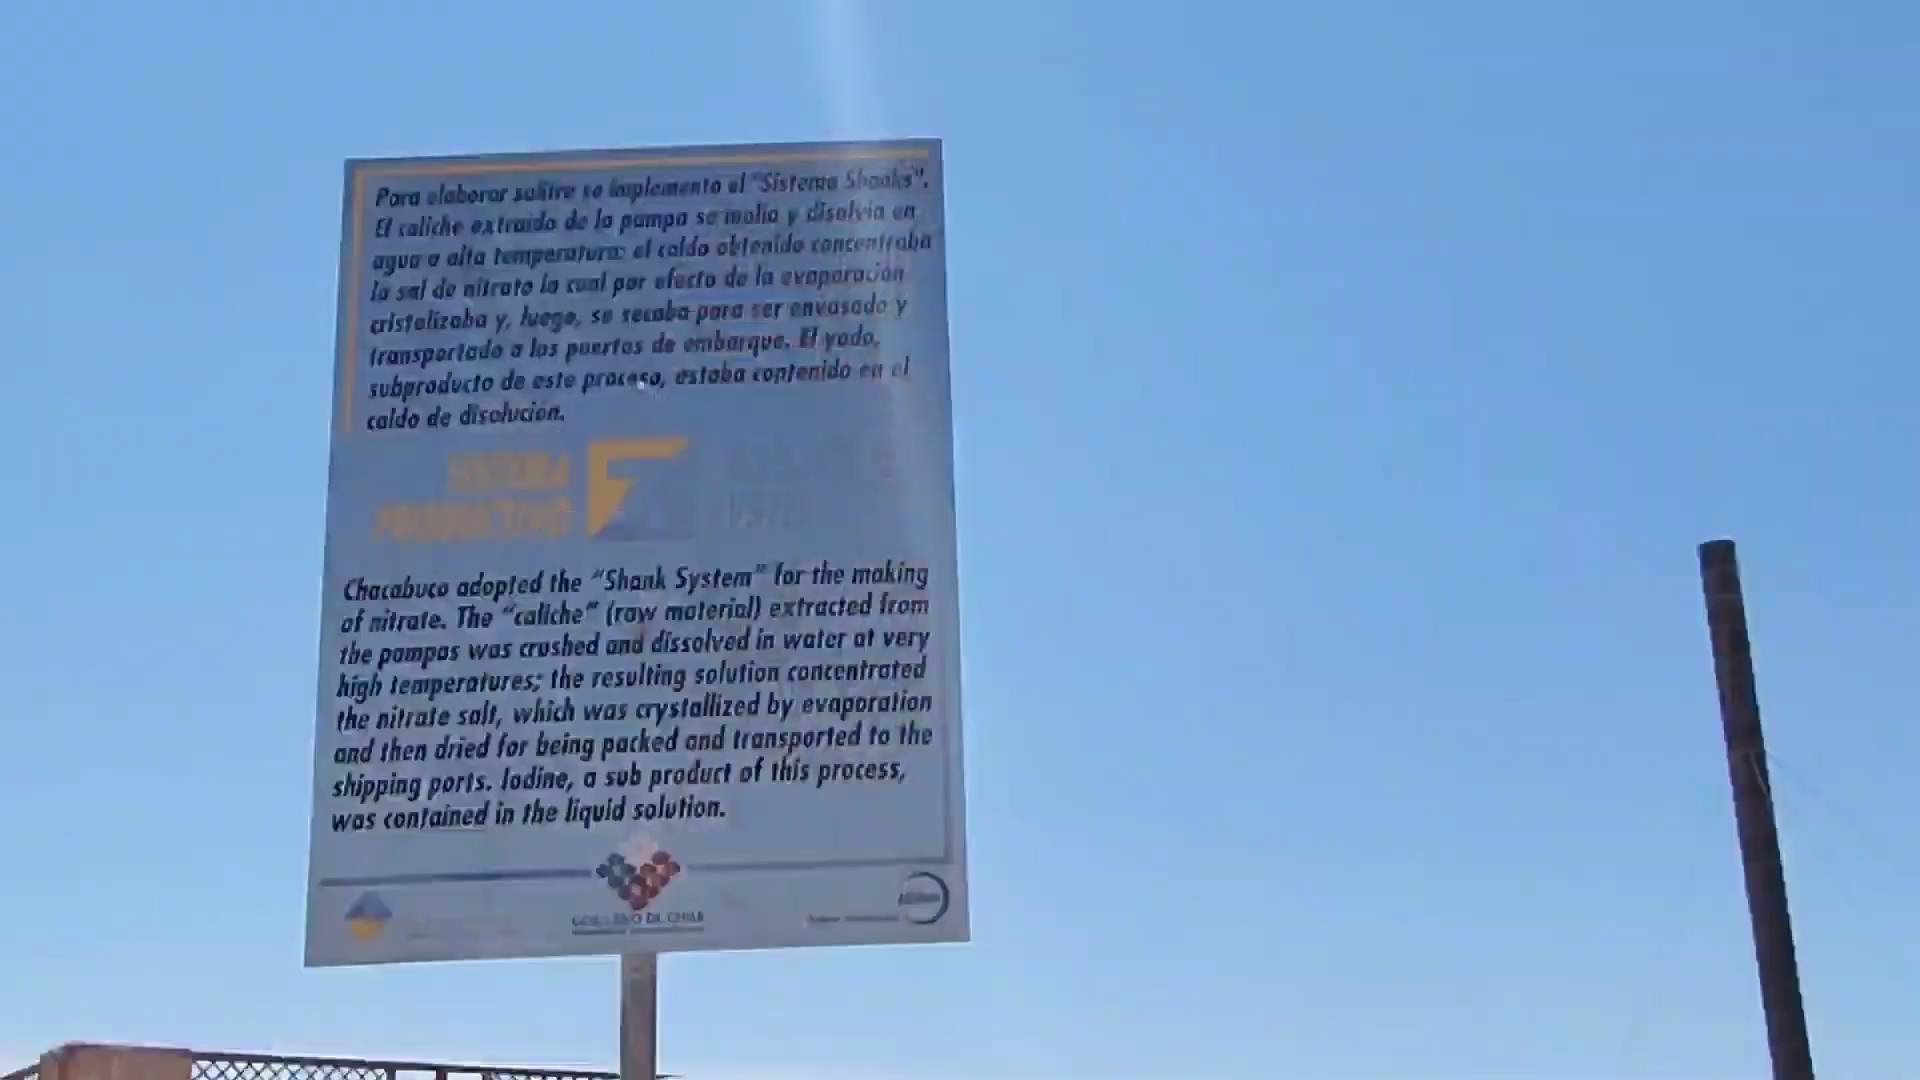 Para elaborar salitre se implemento el "Sistema Shanks".
El caliche extraido de la pampa se molia y disolvia en
agua a alta temperatura: el caldo obtenido concentraba
la sal de nitrato la cual por efecto de la evaporación
cristalizaba y, luego, se secaba para ser envasado y
transportado a los puertos de embarque. El yodo,
subproducto de este proceso, estaba contenido en el
caldo de disolución.
SISTEMA
PRODUCTIVO
Chacabuco adopted the "Shank System" for the making
of nitrate. The "caliche" (raw material) extracted from
the pampas was crushed and dissolved in water at very
high temperatures; the resulting solution concentrated
the nitrate salt, which was crystallized by evaporation
and then dried for being packed and transported to the
shipping ports. Iodine, a sub product of this process,
was contained in the liquid solution.
GOBIERNO DE CHILE